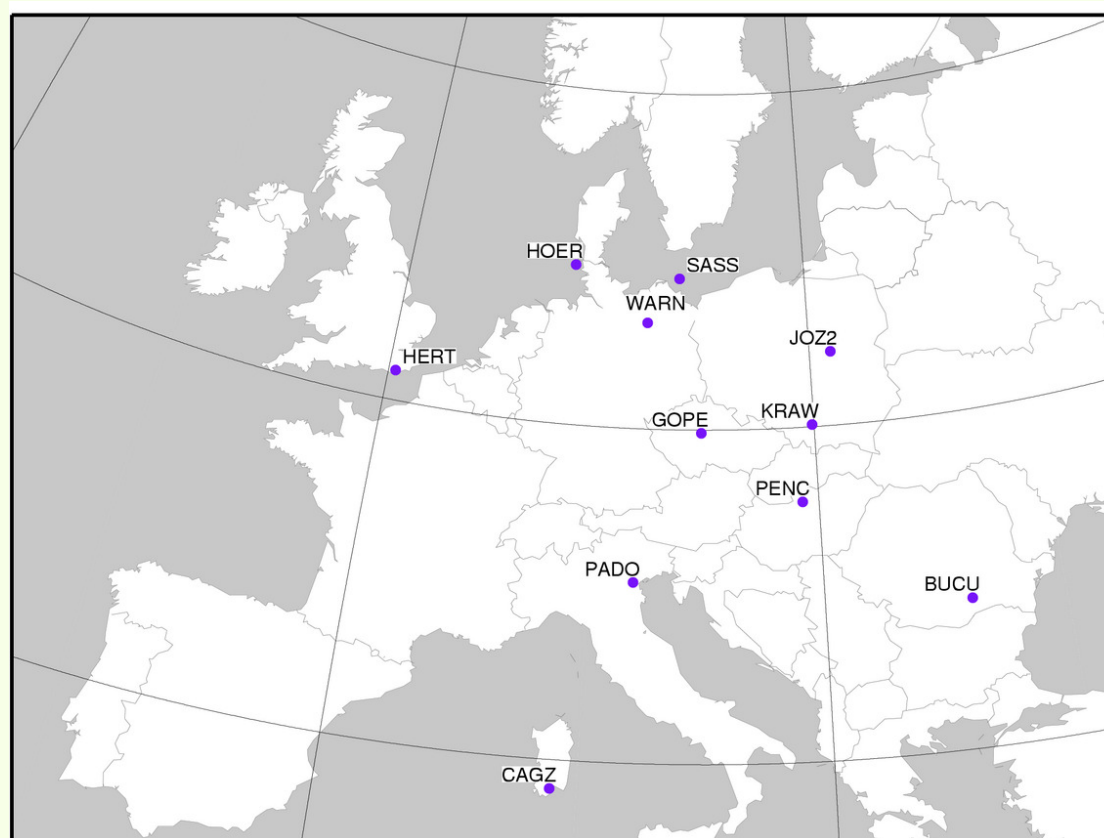 HOER
SASS
WARN
JOZ2
HERT
KRAW
GOPE
PENC
PADO
BUCU
CAGZ